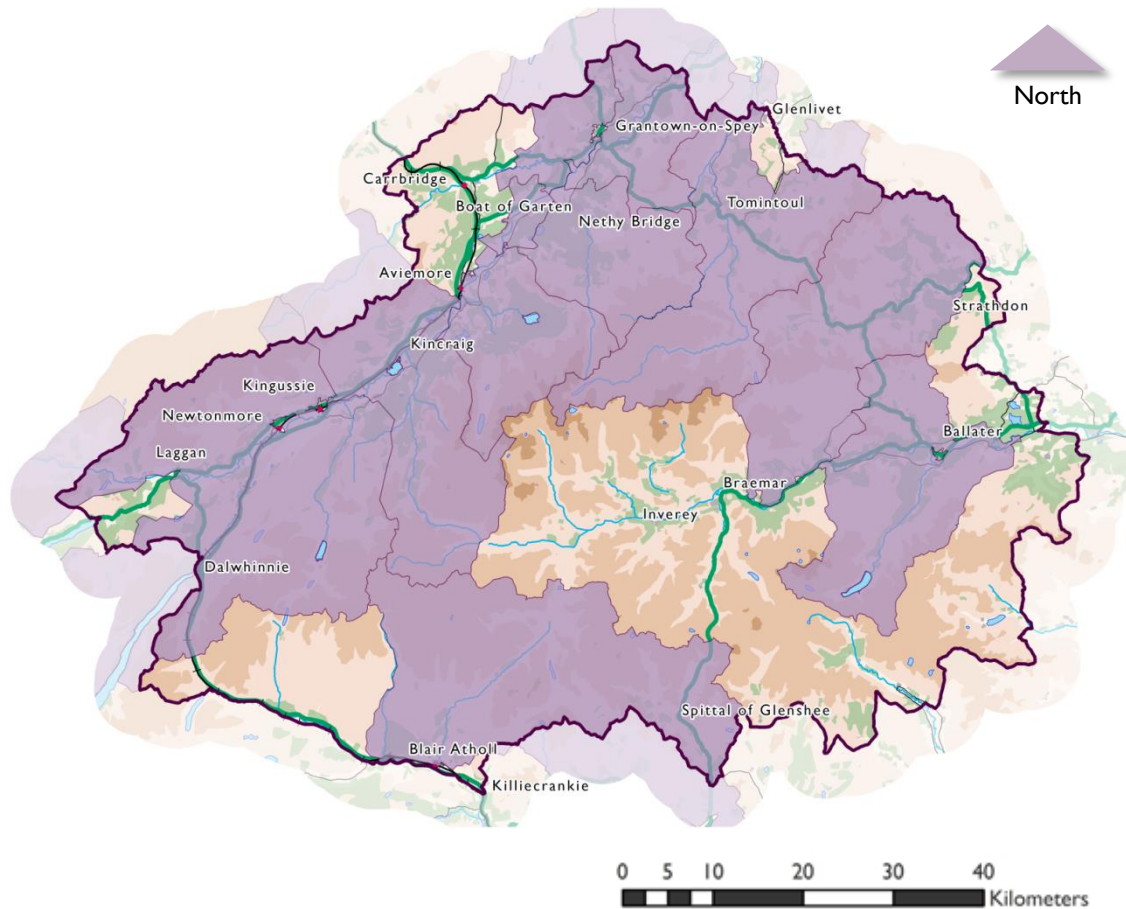 North
Glenlivet
Grantown-on-Spey
Carrbridge
Boat of Garten
Tomintoul
Nethy Bridge
Aviemore
Strathdon
Kincraig
Kingussie
Newtonmore
Ballater
Laggan
Braemar
Inverey
Dalwhinnie
Spittal of Glenshee
Blair Atholl
Killiecrankie
0 5 10 20 30 40
Kilometers